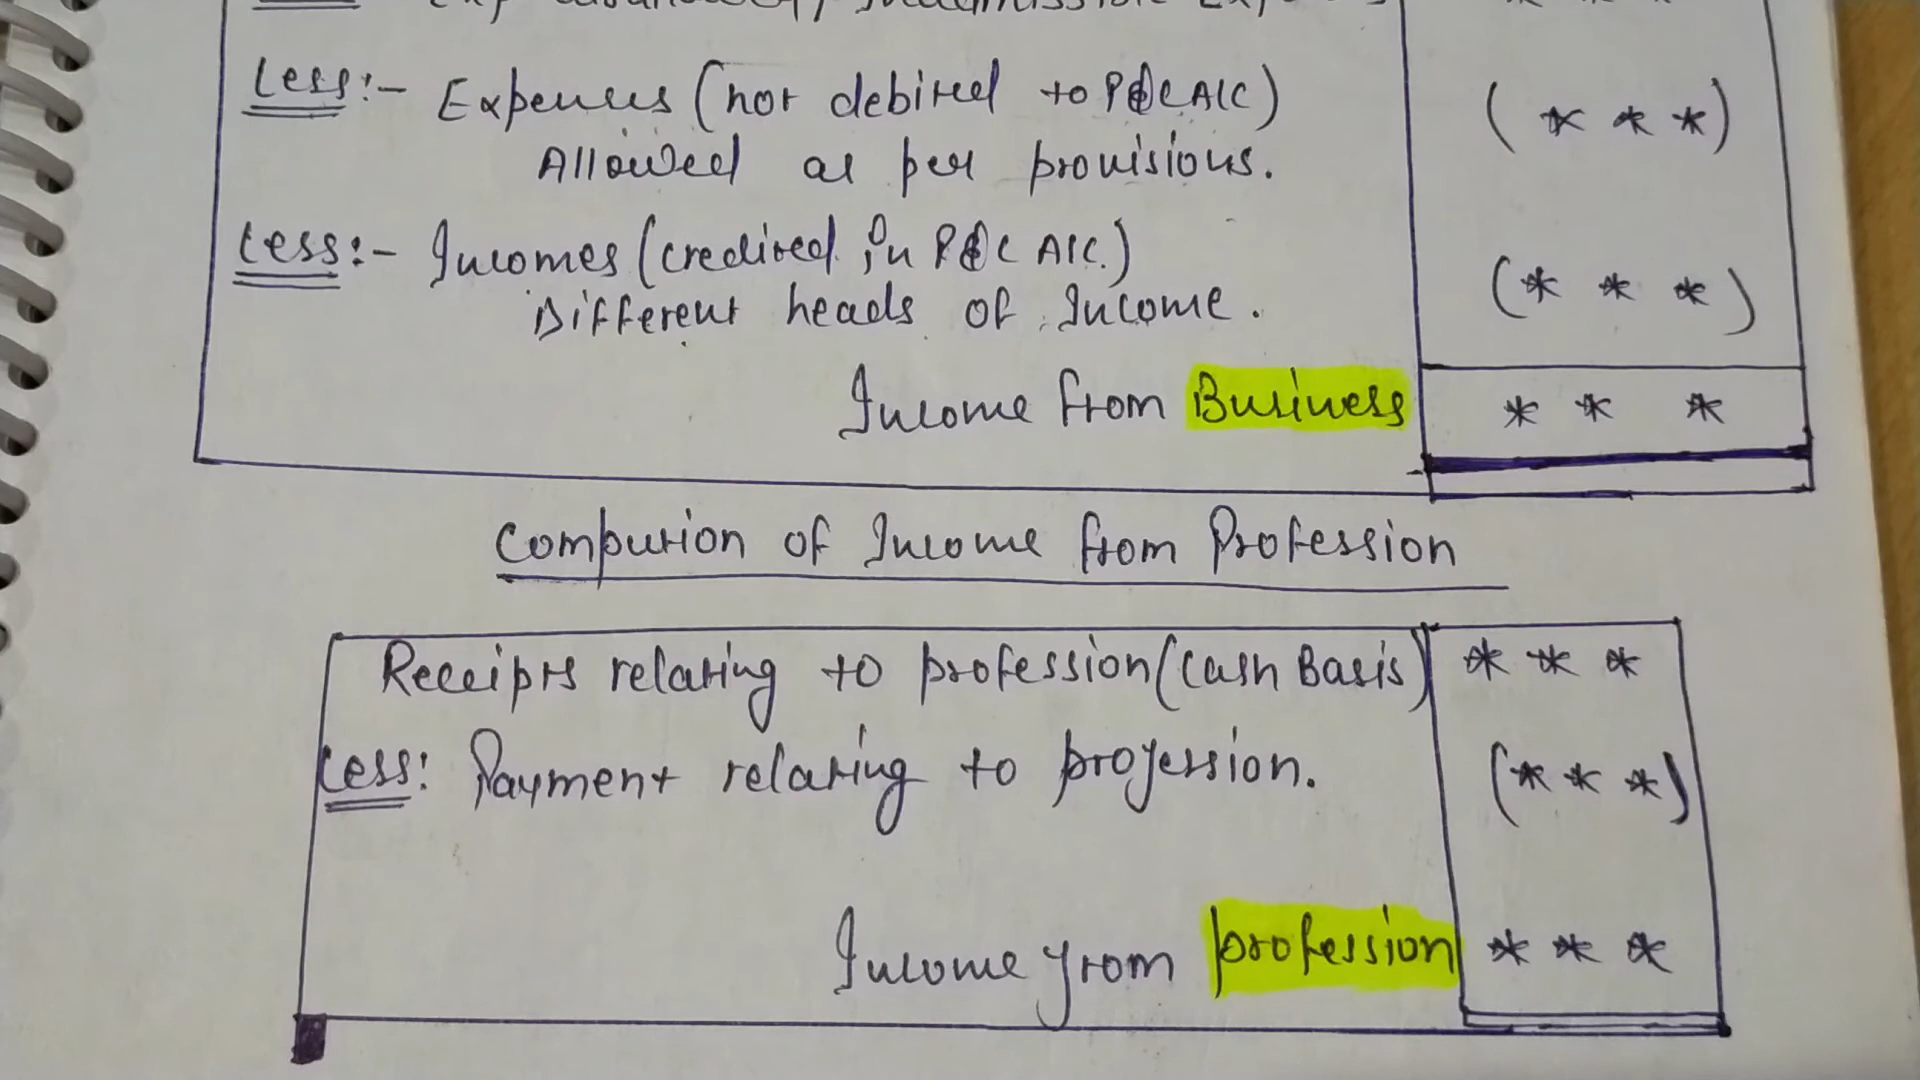 Less:- Expenses (not debited to P&L A/C) (* * *)
Allowed as per provisions.
Less:- Incomes (credited in P&L A/C.) (* * *)
Different heads of Income.
Income from Business * * *
Compution of Income from Profession
Receipts relating to profession (Cash Basis) * * *
Less: Payment relating to profession. (* * *)
Income from profession * * *